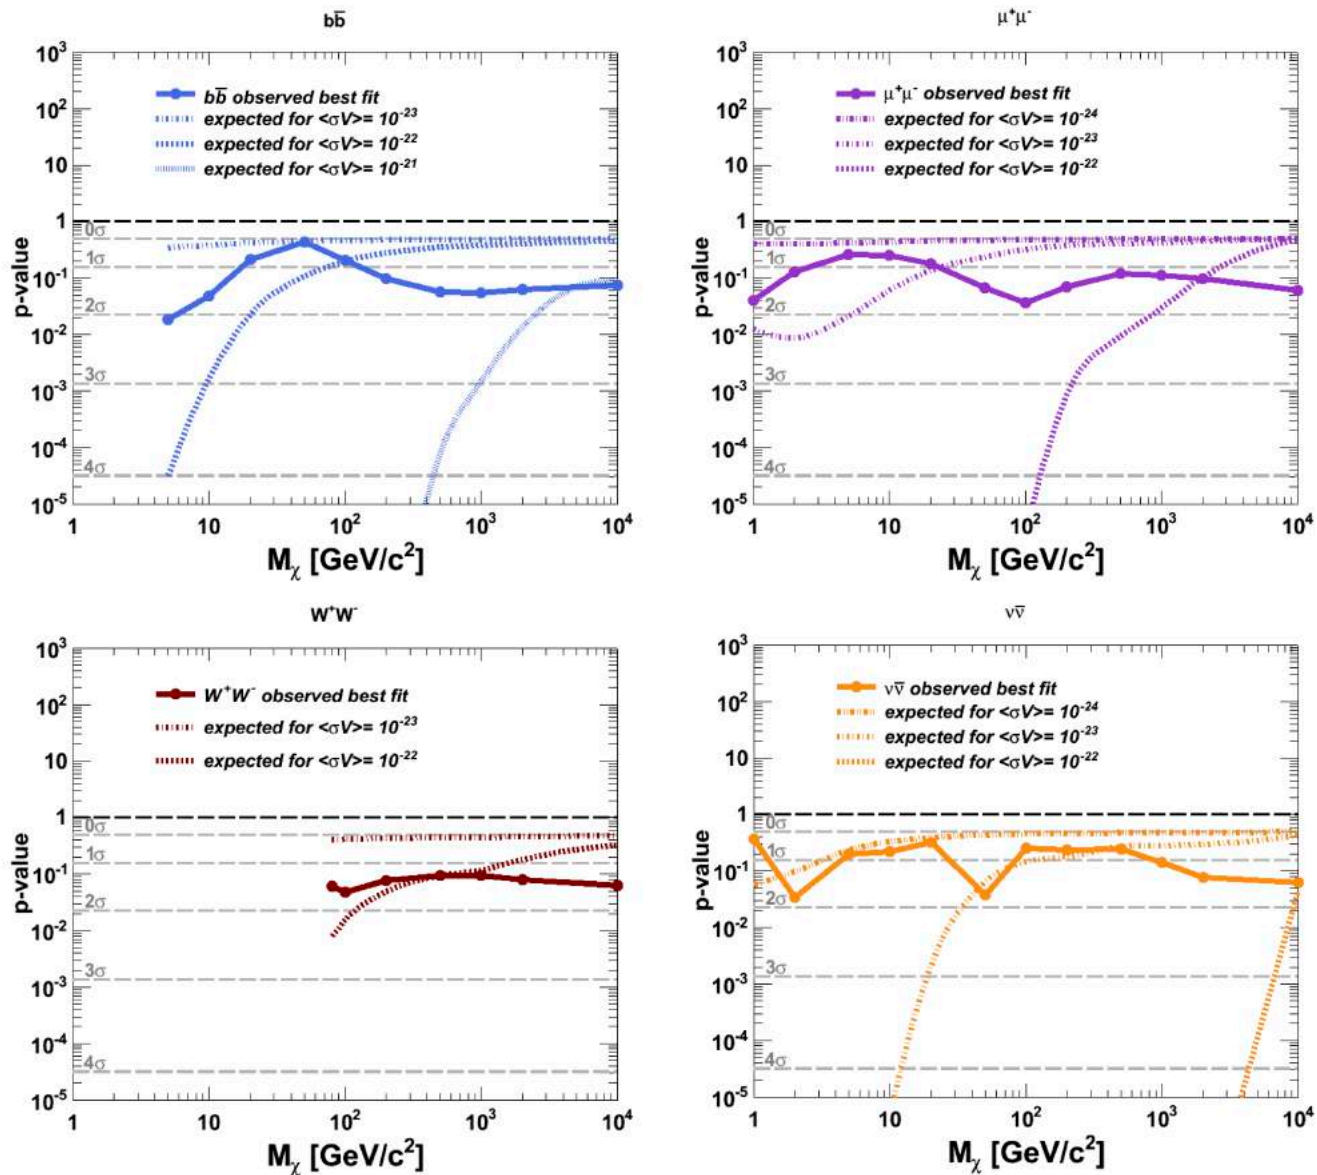 bb̅
10³
bb̅ observed best fit
expected for <σV>= 10⁻²³
10²
expected for <σV>= 10⁻²²
10
expected for <σV>= 10⁻²¹
1
0σ
1σ
10⁻¹
2σ
10⁻²
10⁻³
3σ
10⁻⁴
4σ
10⁻⁵
p-value
1 10 10² 10³ 10⁴
Mχ [GeV/c²]
μ⁺μ⁻
10³
μ⁺μ⁻ observed best fit
expected for <σV>= 10⁻²⁴
10²
expected for <σV>= 10⁻²³
10
expected for <σV>= 10⁻²²
1
0σ
1σ
10⁻¹
2σ
10⁻²
10⁻³
3σ
10⁻⁴
4σ
10⁻⁵
p-value
1 10 10² 10³ 10⁴
Mχ [GeV/c²]
W⁺W⁻
10³
W⁺W⁻ observed best fit
10²
expected for <σV>= 10⁻²³
10
expected for <σV>= 10⁻²²
1
0σ
1σ
10⁻¹
2σ
10⁻²
10⁻³
3σ
10⁻⁴
4σ
10⁻⁵
p-value
1 10 10² 10³ 10⁴
Mχ [GeV/c²]
νν̅
10³
νν̅ observed best fit
expected for <σV>= 10⁻²⁴
10²
expected for <σV>= 10⁻²³
10
expected for <σV>= 10⁻²²
1
0σ
1σ
10⁻¹
2σ
10⁻²
10⁻³
3σ
10⁻⁴
4σ
10⁻⁵
p-value
1 10 10² 10³ 10⁴
Mχ [GeV/c²]